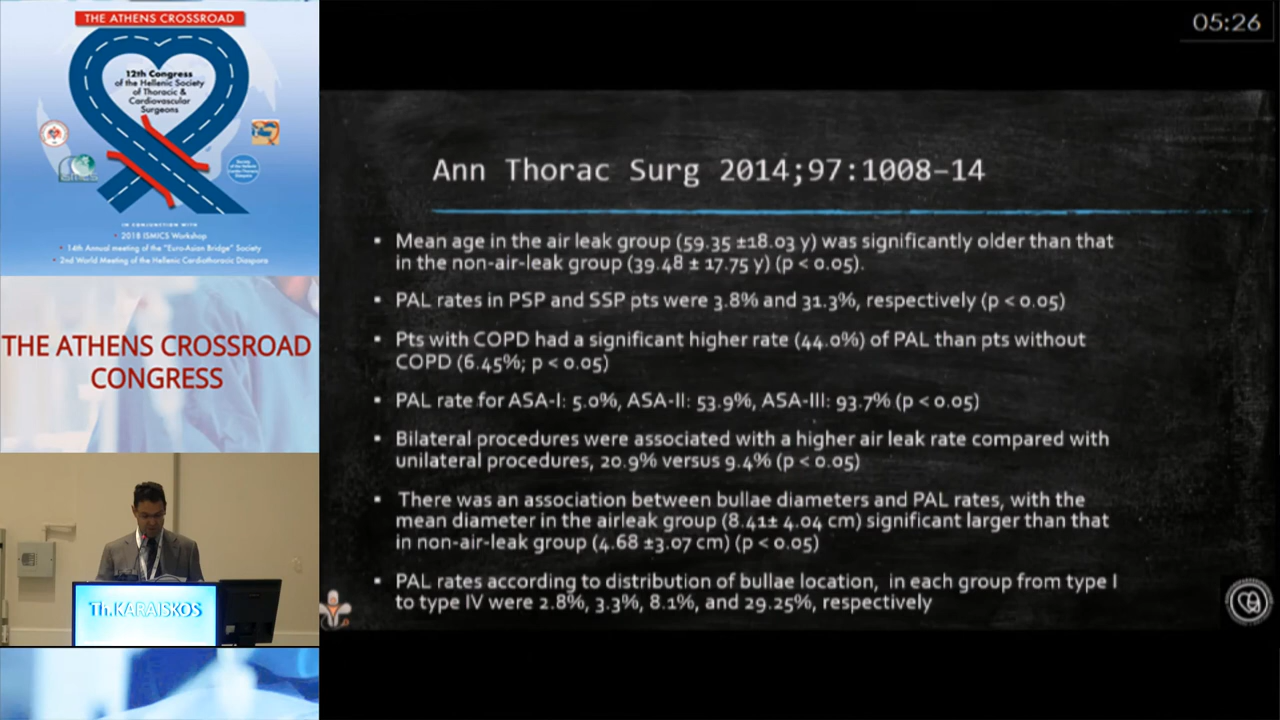 THE ATHENS CROSSROAD
12th Congress
of the Hellenic Society
of Thoracic &
Cardiovascular
Surgeons
ISMICS
IN CONJUNCTION WITH
• 2018 ISMICS Workshop
• 14th Annual meeting of the "Euro-Asian Bridge" Society
• 2nd World Meeting of the Hellenic Cardiothoracic Diaspora
THE ATHENS CROSSROAD
CONGRESS
Th.KARAISKOS
05:26
Ann Thorac Surg 2014;97:1008–14
▪ Mean age in the air leak group (59.35 ±18.03 y) was significantly older than that
in the non-air-leak group (39.48 ± 17.75 y) (p < 0.05).
▪ PAL rates in PSP and SSP pts were 3.8% and 31.3%, respectively (p < 0.05)
▪ Pts with COPD had a significant higher rate (44.0%) of PAL than pts without
COPD (6.45%; p < 0.05)
▪ PAL rate for ASA-I: 5.0%, ASA-II: 53.9%, ASA-III: 93.7% (p < 0.05)
▪ Bilateral procedures were associated with a higher air leak rate compared with
unilateral procedures, 20.9% versus 9.4% (p < 0.05)
▪ There was an association between bullae diameters and PAL rates, with the
mean diameter in the airleak group (8.41± 4.04 cm) significant larger than that
in non-air-leak group (4.68 ±3.07 cm) (p < 0.05)
▪ PAL rates according to distribution of bullae location, in each group from type I
to type IV were 2.8%, 3.3%, 8.1%, and 29.25%, respectively